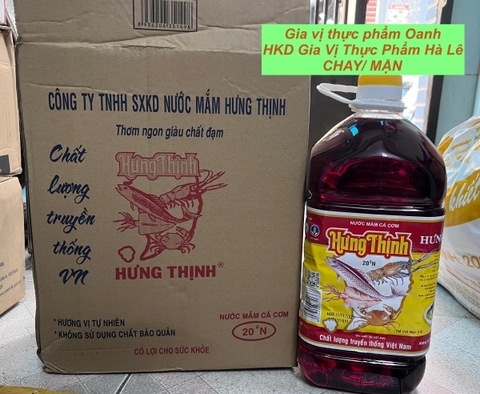 Gia vị thực phẩm Oanh
HKD Gia Vị Thực Phẩm Hà Lê
CHAY/ MẶN
CÔNG TY TNHH SXKD NƯỚC MẮM HƯNG THỊNH
Thơm ngon giàu chất đạm
Chất
lượng
truyền
thống
VN
Hưng Thịnh
HƯNG THỊNH®
NƯỚC MẮM CÁ CƠM
20°N
•HƯƠNG VỊ TỰ NHIÊN
•KHÔNG SỬ DỤNG CHẤT BẢO QUẢN
CÓ LỢI CHO SỨC KHỎE
NƯỚC MẮM CÁ CƠM
Hưng Thịnh
20°N
HƯNG
Chất lượng truyền thống Việt Nam